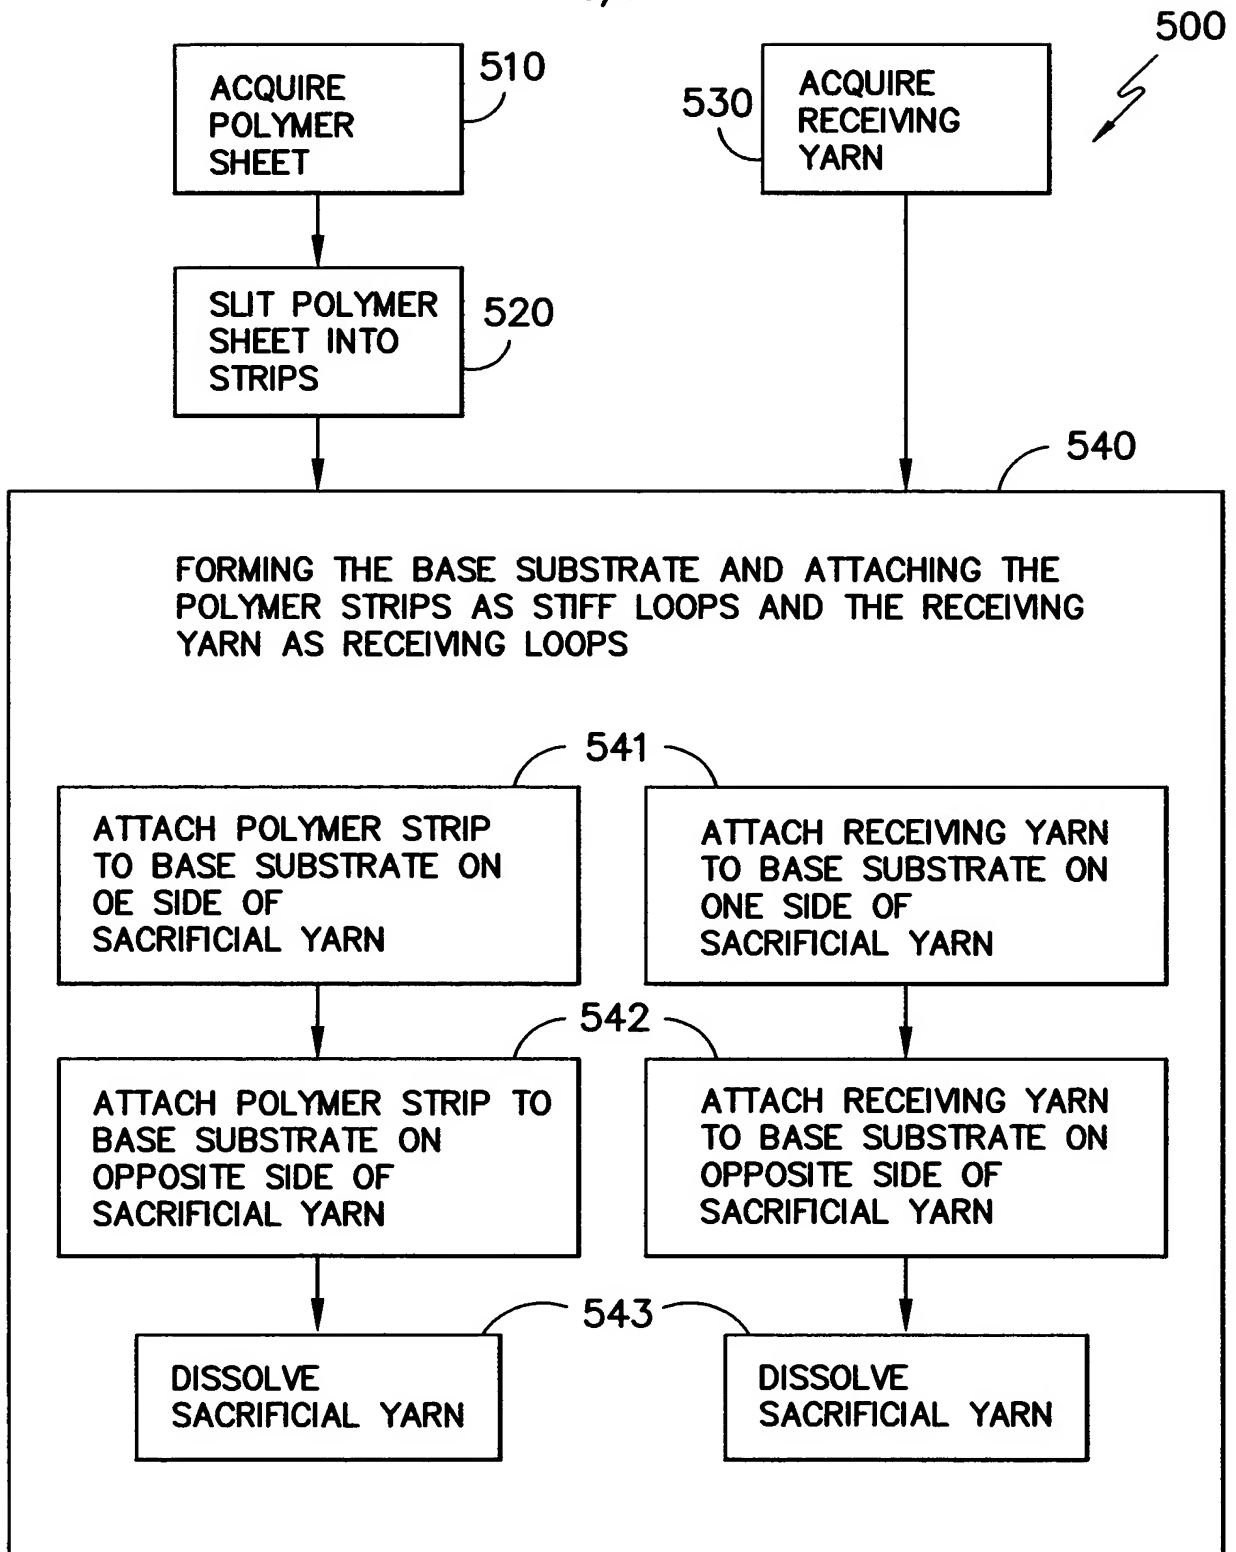 500
ACQUIRE
POLYMER
SHEET
510
530
ACQUIRE
RECEIVING
YARN
SLIT POLYMER
SHEET INTO
STRIPS
520
540
FORMING THE BASE SUBSTRATE AND ATTACHING THE
POLYMER STRIPS AS STIFF LOOPS AND THE RECEIVING
YARN AS RECEIVING LOOPS
541
ATTACH POLYMER STRIP
TO BASE SUBSTRATE ON
OE SIDE OF
SACRIFICIAL YARN
ATTACH RECEIVING YARN
TO BASE SUBSTRATE ON
ONE SIDE OF
SACRIFICIAL YARN
542
ATTACH POLYMER STRIP TO
BASE SUBSTRATE ON
OPPOSITE SIDE OF
SACRIFICIAL YARN
ATTACH RECEIVING YARN
TO BASE SUBSTRATE ON
OPPOSITE SIDE OF
SACRIFICIAL YARN
543
DISSOLVE
SACRIFICIAL YARN
DISSOLVE
SACRIFICIAL YARN